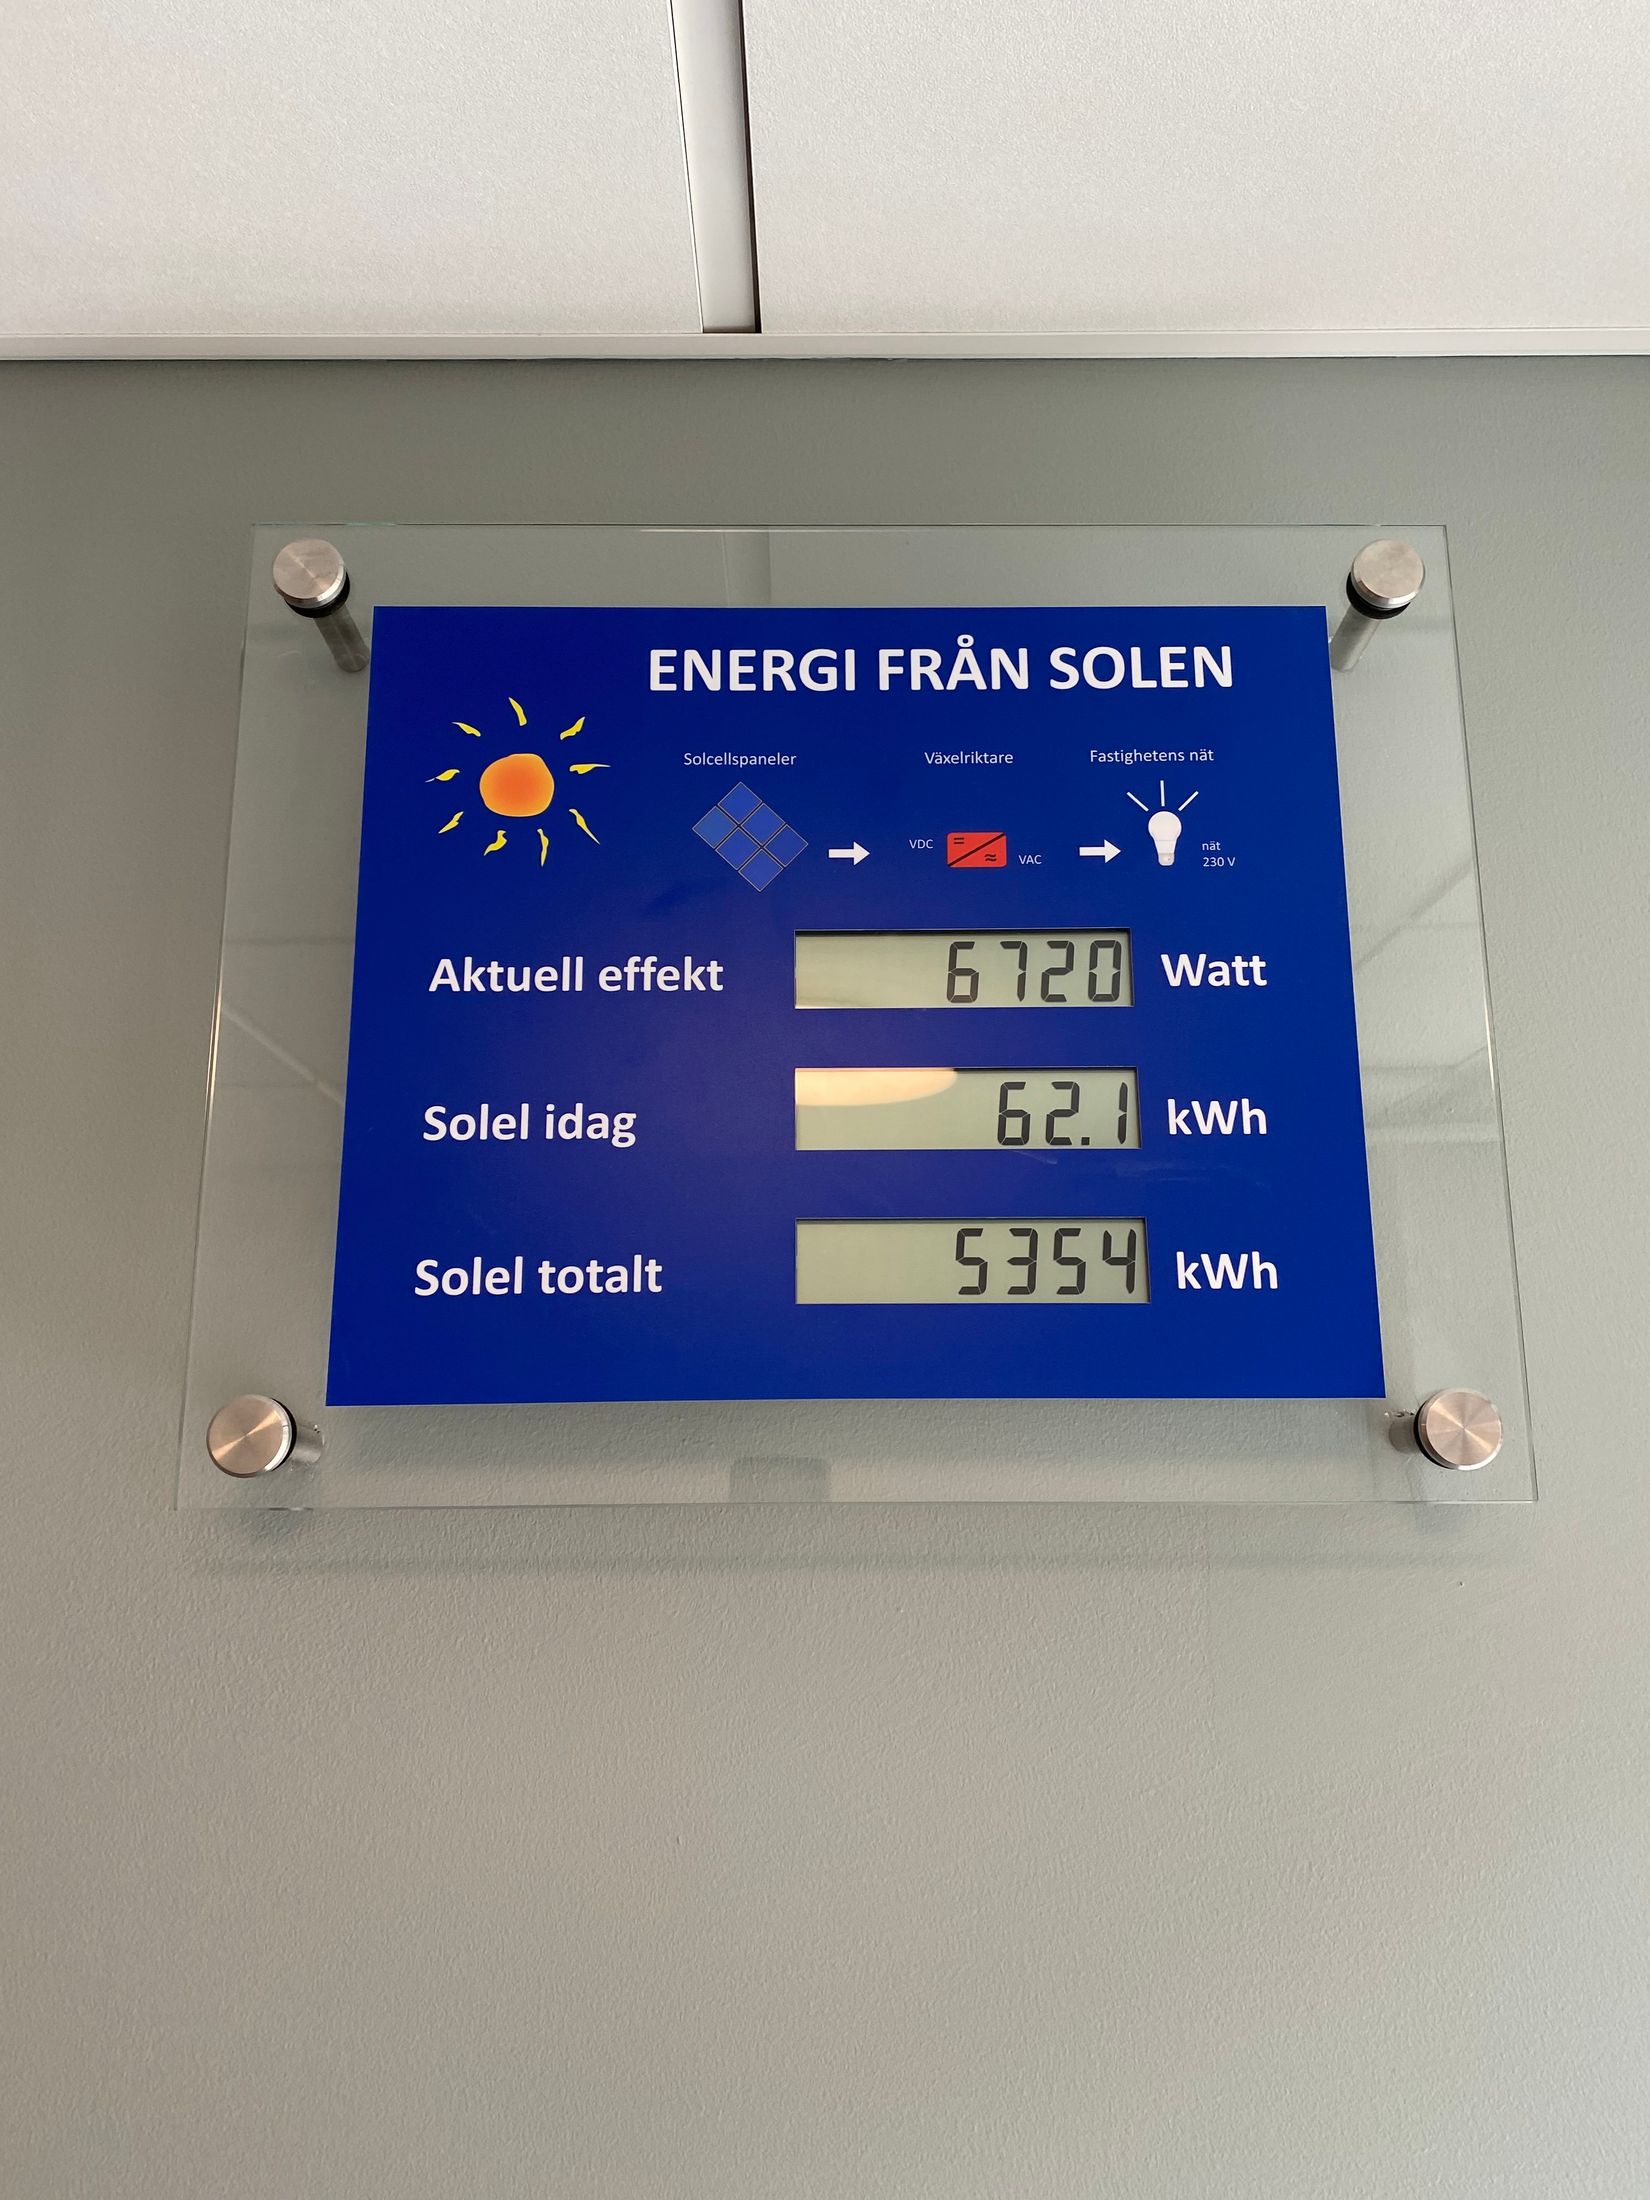 ENERGI FRÅN SOLEN
Solcellspaneler Växelriktare Fastighetens nät
VDC VAC nät
230 V
Aktuell effekt 6720 Watt
Solel idag 62.1 kWh
Solel totalt 5354 kWh